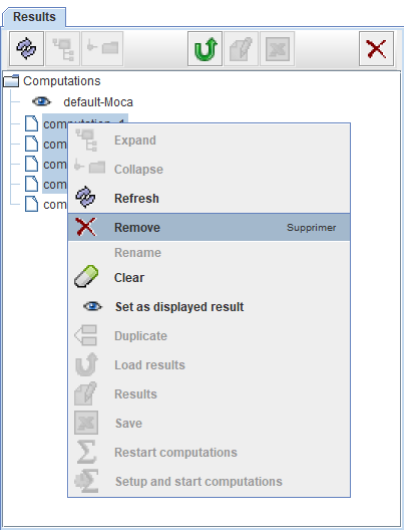 Results
Computations
default-Moca
com
Expand
com
com
Collapse
com
Refresh
com
Remove Supprimer
Rename
Clear
Set as displayed result
Duplicate
Load results
Results
Save
Restart computations
Setup and start computations